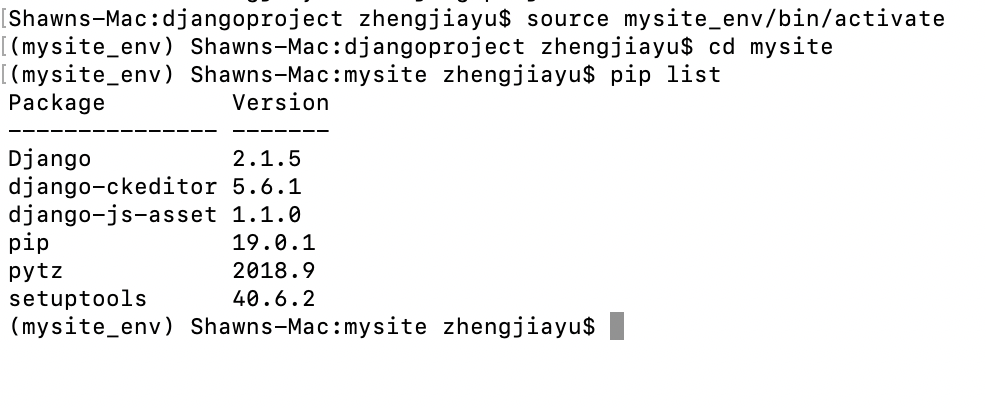 [Shawns-Mac:djangoproject zhengjiayu$ source mysite_env/bin/activate
[(mysite_env) Shawns-Mac:djangoproject zhengjiayu$ cd mysite
[(mysite_env) Shawns-Mac:mysite zhengjiayu$ pip list
Package         Version
--------------- -------
Django          2.1.5
django-ckeditor 5.6.1
django-js-asset 1.1.0
pip             19.0.1
pytz            2018.9
setuptools      40.6.2
(mysite_env) Shawns-Mac:mysite zhengjiayu$